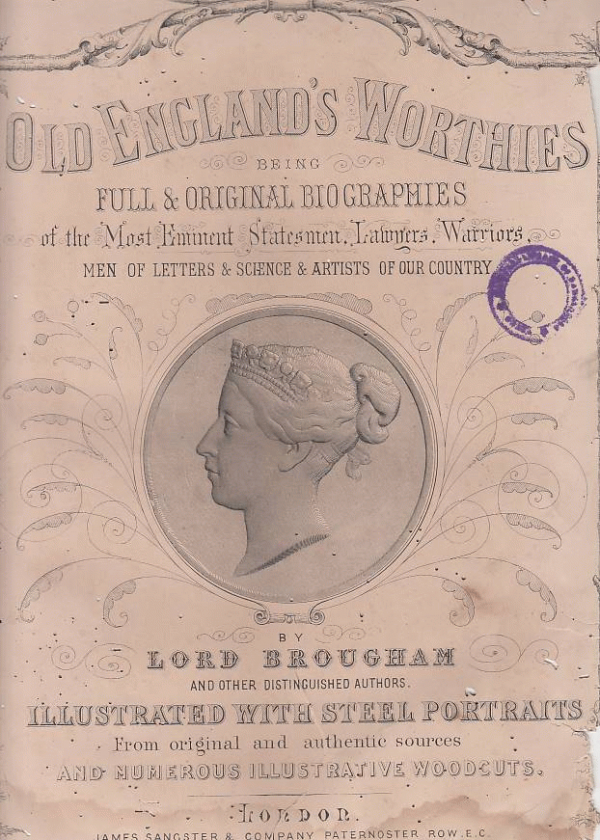 OLD ENGLAND'S WORTHIES
BEING
FULL & ORIGINAL BIOGRAPHIES
of the Most Eminent Statesmen, Lawyers, Warriors,
MEN OF LETTERS & SCIENCE & ARTISTS OF OUR COUNTRY
BY
LORD BROUGHAM
AND OTHER DISTINGUISHED AUTHORS.
ILLUSTRATED WITH STEEL PORTRAITS
From original and authentic sources
AND NUMEROUS ILLUSTRATIVE WOODCUTS.
LONDON.
JAMES SANGSTER & COMPANY PATERNOSTER ROW. E.C.